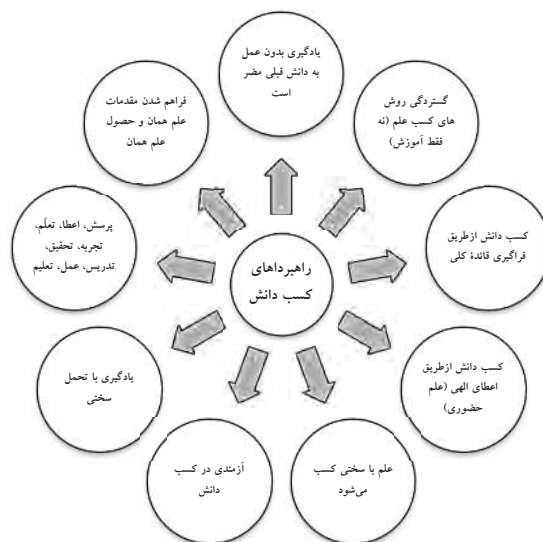 راهبرداهای
کسب دانش
یادگیری بدون عمل
به دانش قبلی مضر
است
گستردگی روش
های کسب علم (نه
فقط آموزش)
کسب دانش ازطریق
فراگیری قائدۀ کلی
کسب دانش ازطریق
اعطای الهی (علم
حضوری)
علم با سختی کسب
می‌شود
آزمندی در کسب
دانش
یادگیری با تحمل
سختی
پرسش، اعطا، تعلّم،
تجربه، تحقیق،
تدریس، عمل، تعلیم
فراهم شدن مقدمات
علم همان و حصول
علم همان